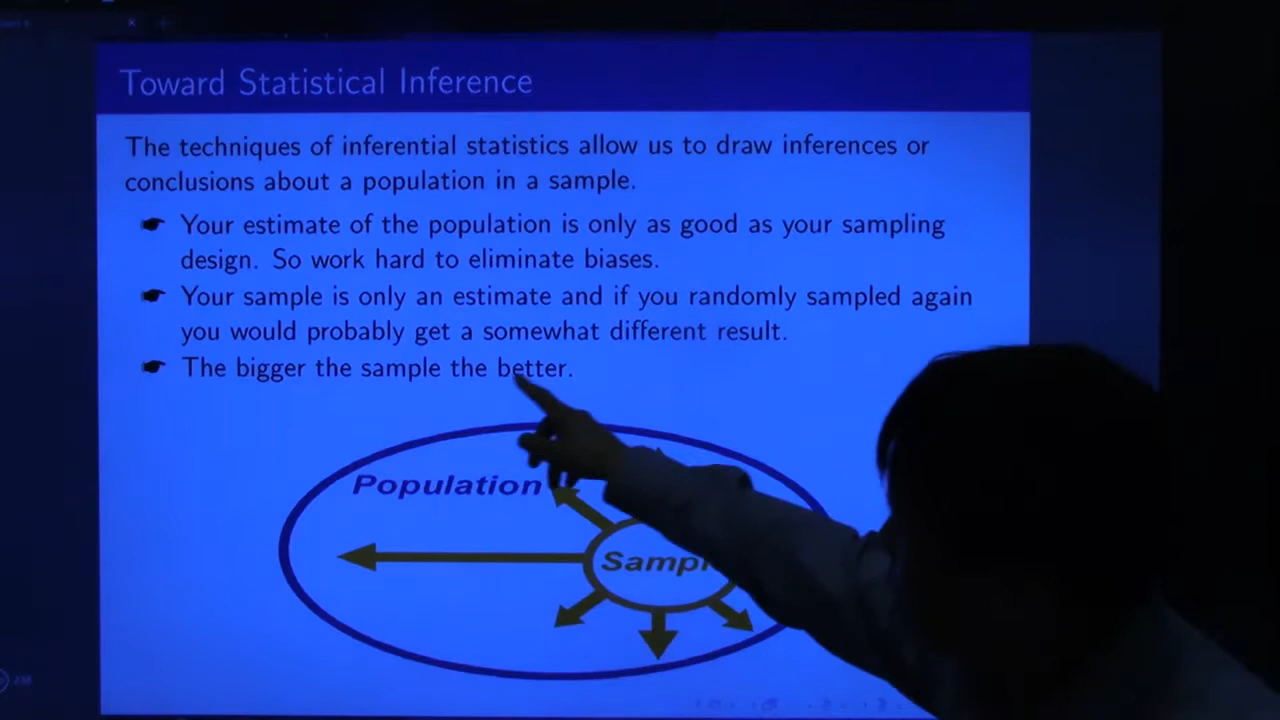 Toward Statistical Inference
The techniques of inferential statistics allow us to draw inferences or
conclusions about a population in a sample.
Your estimate of the population is only as good as your sampling
design. So work hard to eliminate biases.
Your sample is only an estimate and if you randomly sampled again
you would probably get a somewhat different result.
The bigger the sample the better.
Population